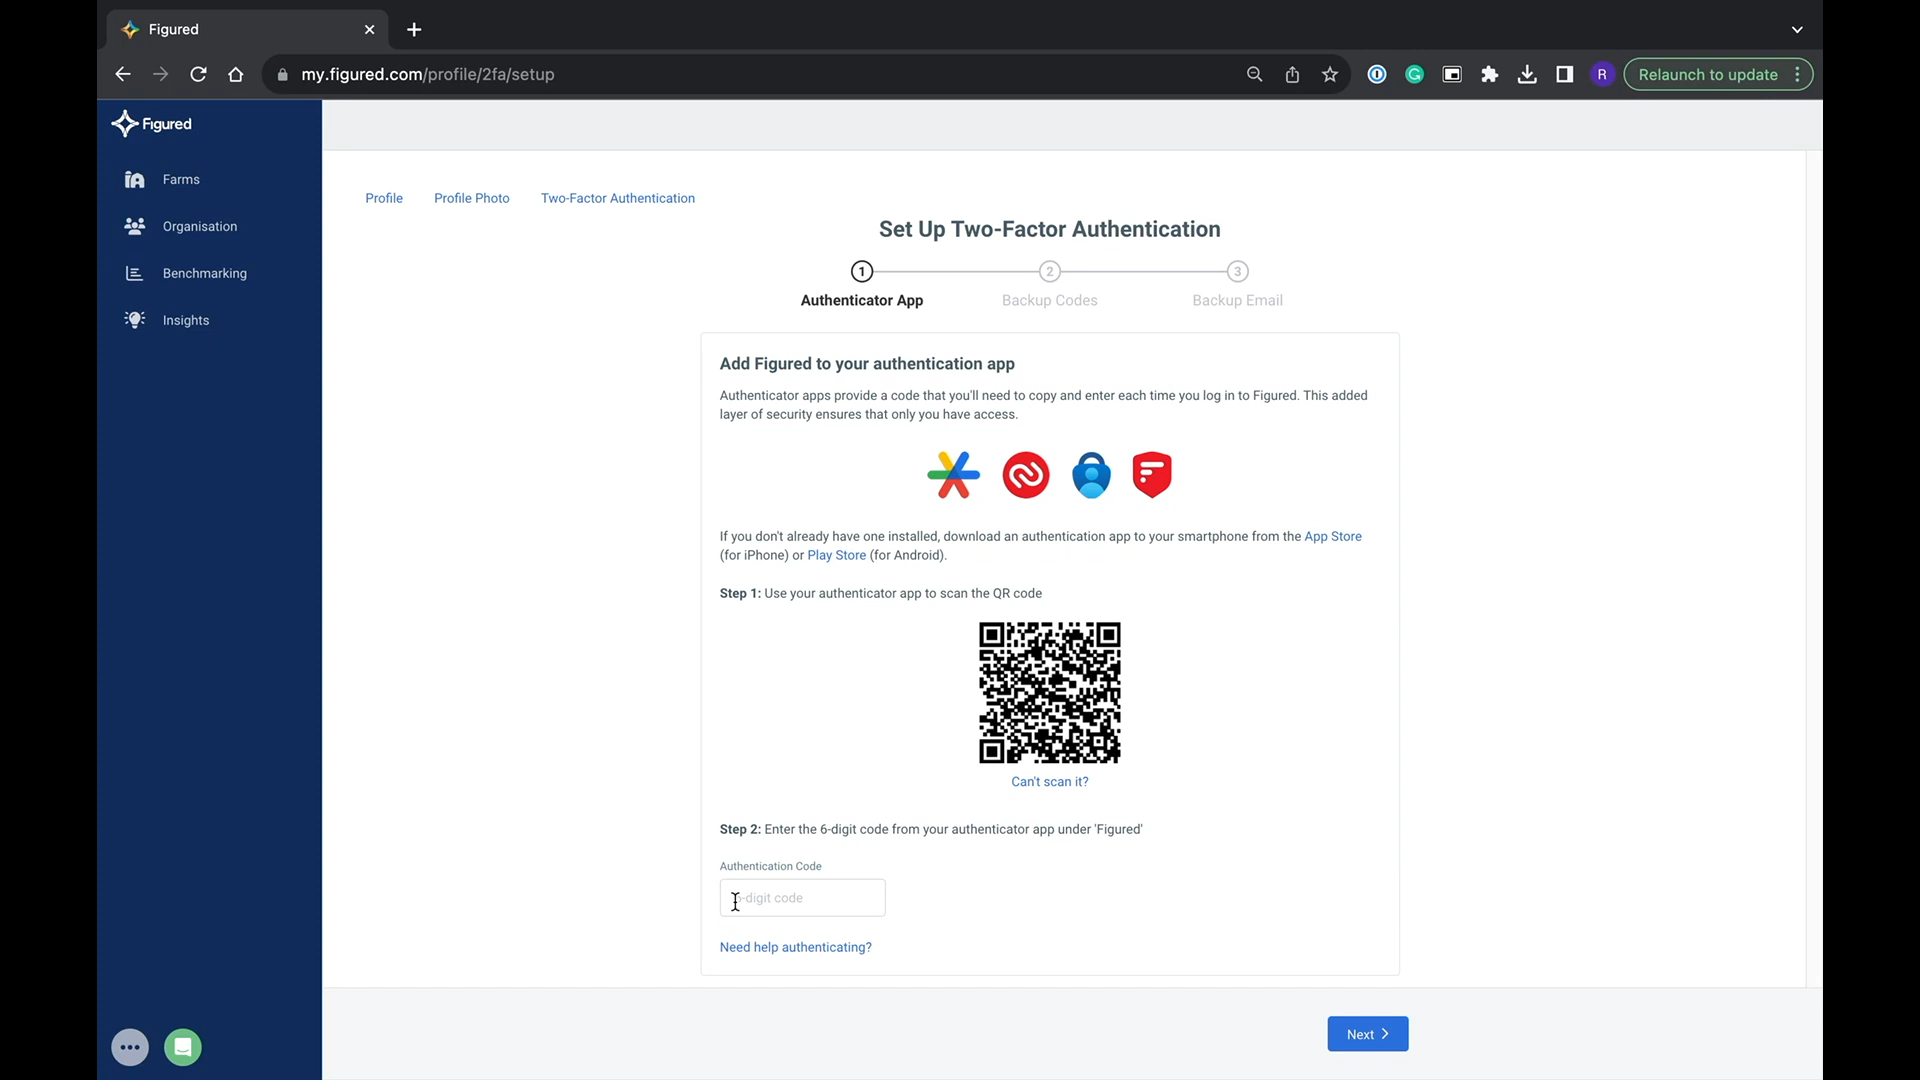 Figured
my.figured.com/profile/2fa/setup
R
Relaunch to update
Figured
Farms
Organisation
Benchmarking
Insights
Profile
Profile Photo
Two-Factor Authentication
Set Up Two-Factor Authentication
1
2
3
Authenticator App
Backup Codes
Backup Email
Add Figured to your authentication app
Authenticator apps provide a code that you'll need to copy and enter each time you log in to Figured. This added
layer of security ensures that only you have access.
If you don't already have one installed, download an authentication app to your smartphone from the App Store
(for iPhone) or Play Store (for Android).
Step 1: Use your authenticator app to scan the QR code
Can't scan it?
Step 2: Enter the 6-digit code from your authenticator app under 'Figured'
Authentication Code
-digit code
Need help authenticating?
Next